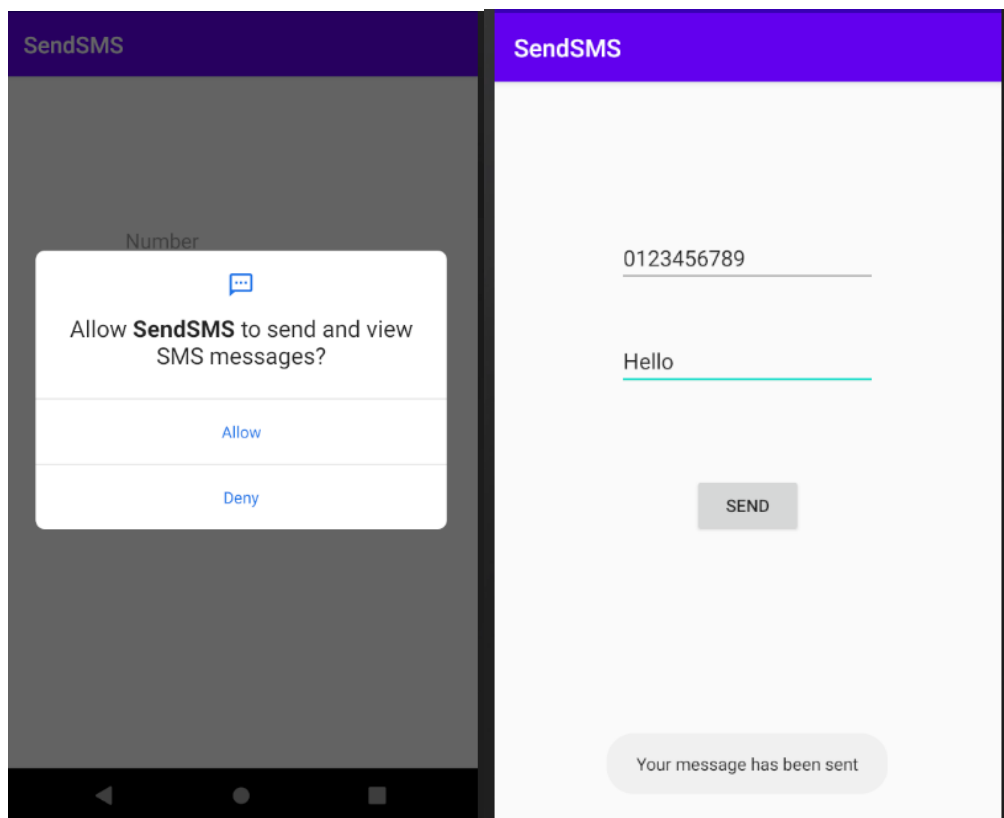 SendSMS
Number
Allow SendSMS to send and view
SMS messages?
Allow
Deny
SendSMS
0123456789
Hello
SEND
Your message has been sent